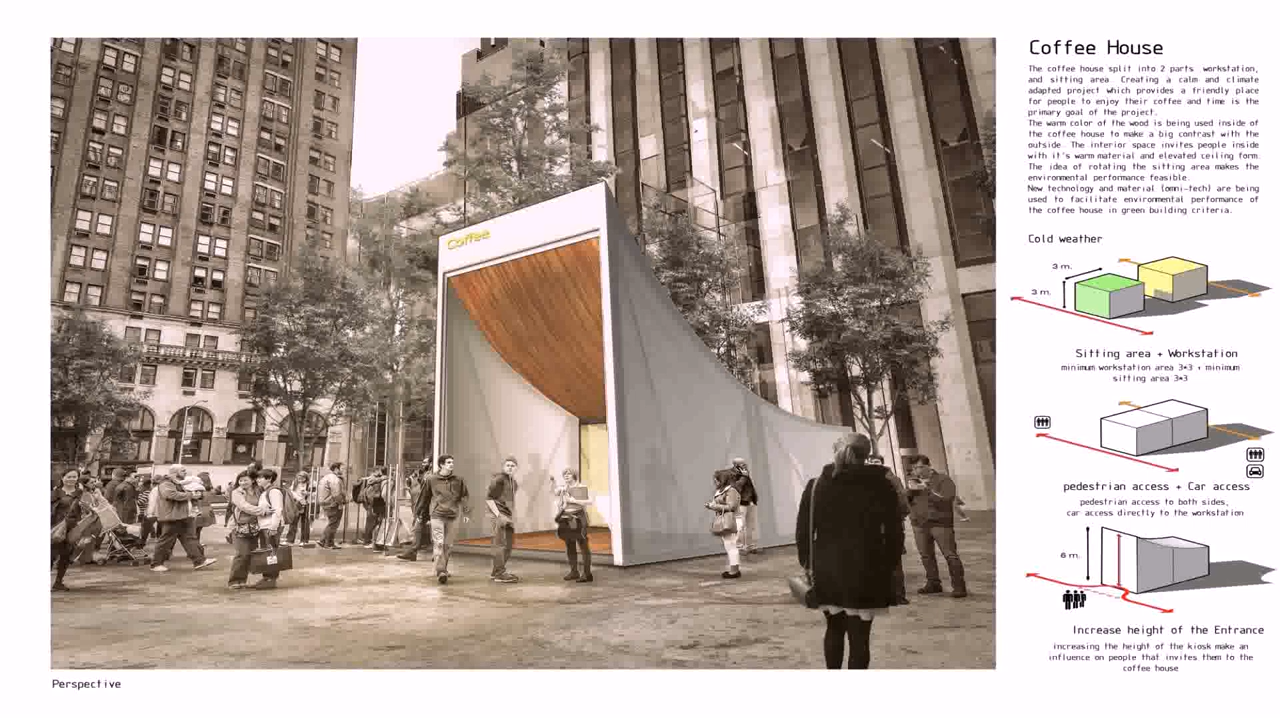 Coffee House
The coffee house split into 2 parts workstation,
and sitting area. Creating a calm and climate
adapted project which provides a friendly place
for people to enjoy their coffee and time is the
primary goal of the project.
The warm color of the wood is being used inside of
the coffee house to make a big contrast with the
outside. The interior space invites people inside
with it's warm material and elevated ceiling form.
The idea of rotating the sitting area makes the
environmental performance feasible.
New technology and material (omni-tech) are being
used to facilitate environmental performance of
the coffee house in green building criteria.
Coffee
Cold weather
3 m.
3 m.
Sitting area + Workstation
minimum workstation area 3*3 + minimum
sitting area 3*3
pedestrian access + Car access
pedestrian access to both sides,
car access directly to the workstation
6 m.
Increase height of the Entrance
increasing the height of the kiosk make an
influence on people that invites them to the
coffee house
Perspective